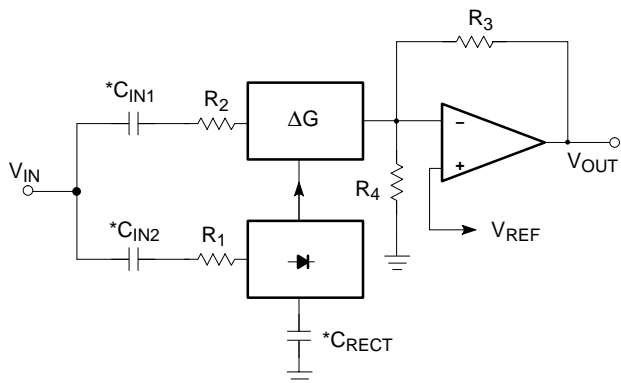 R3
*CIN1
R2
ΔG
−
+
VIN
VOUT
R4
*CIN2
R1
VREF
*CRECT